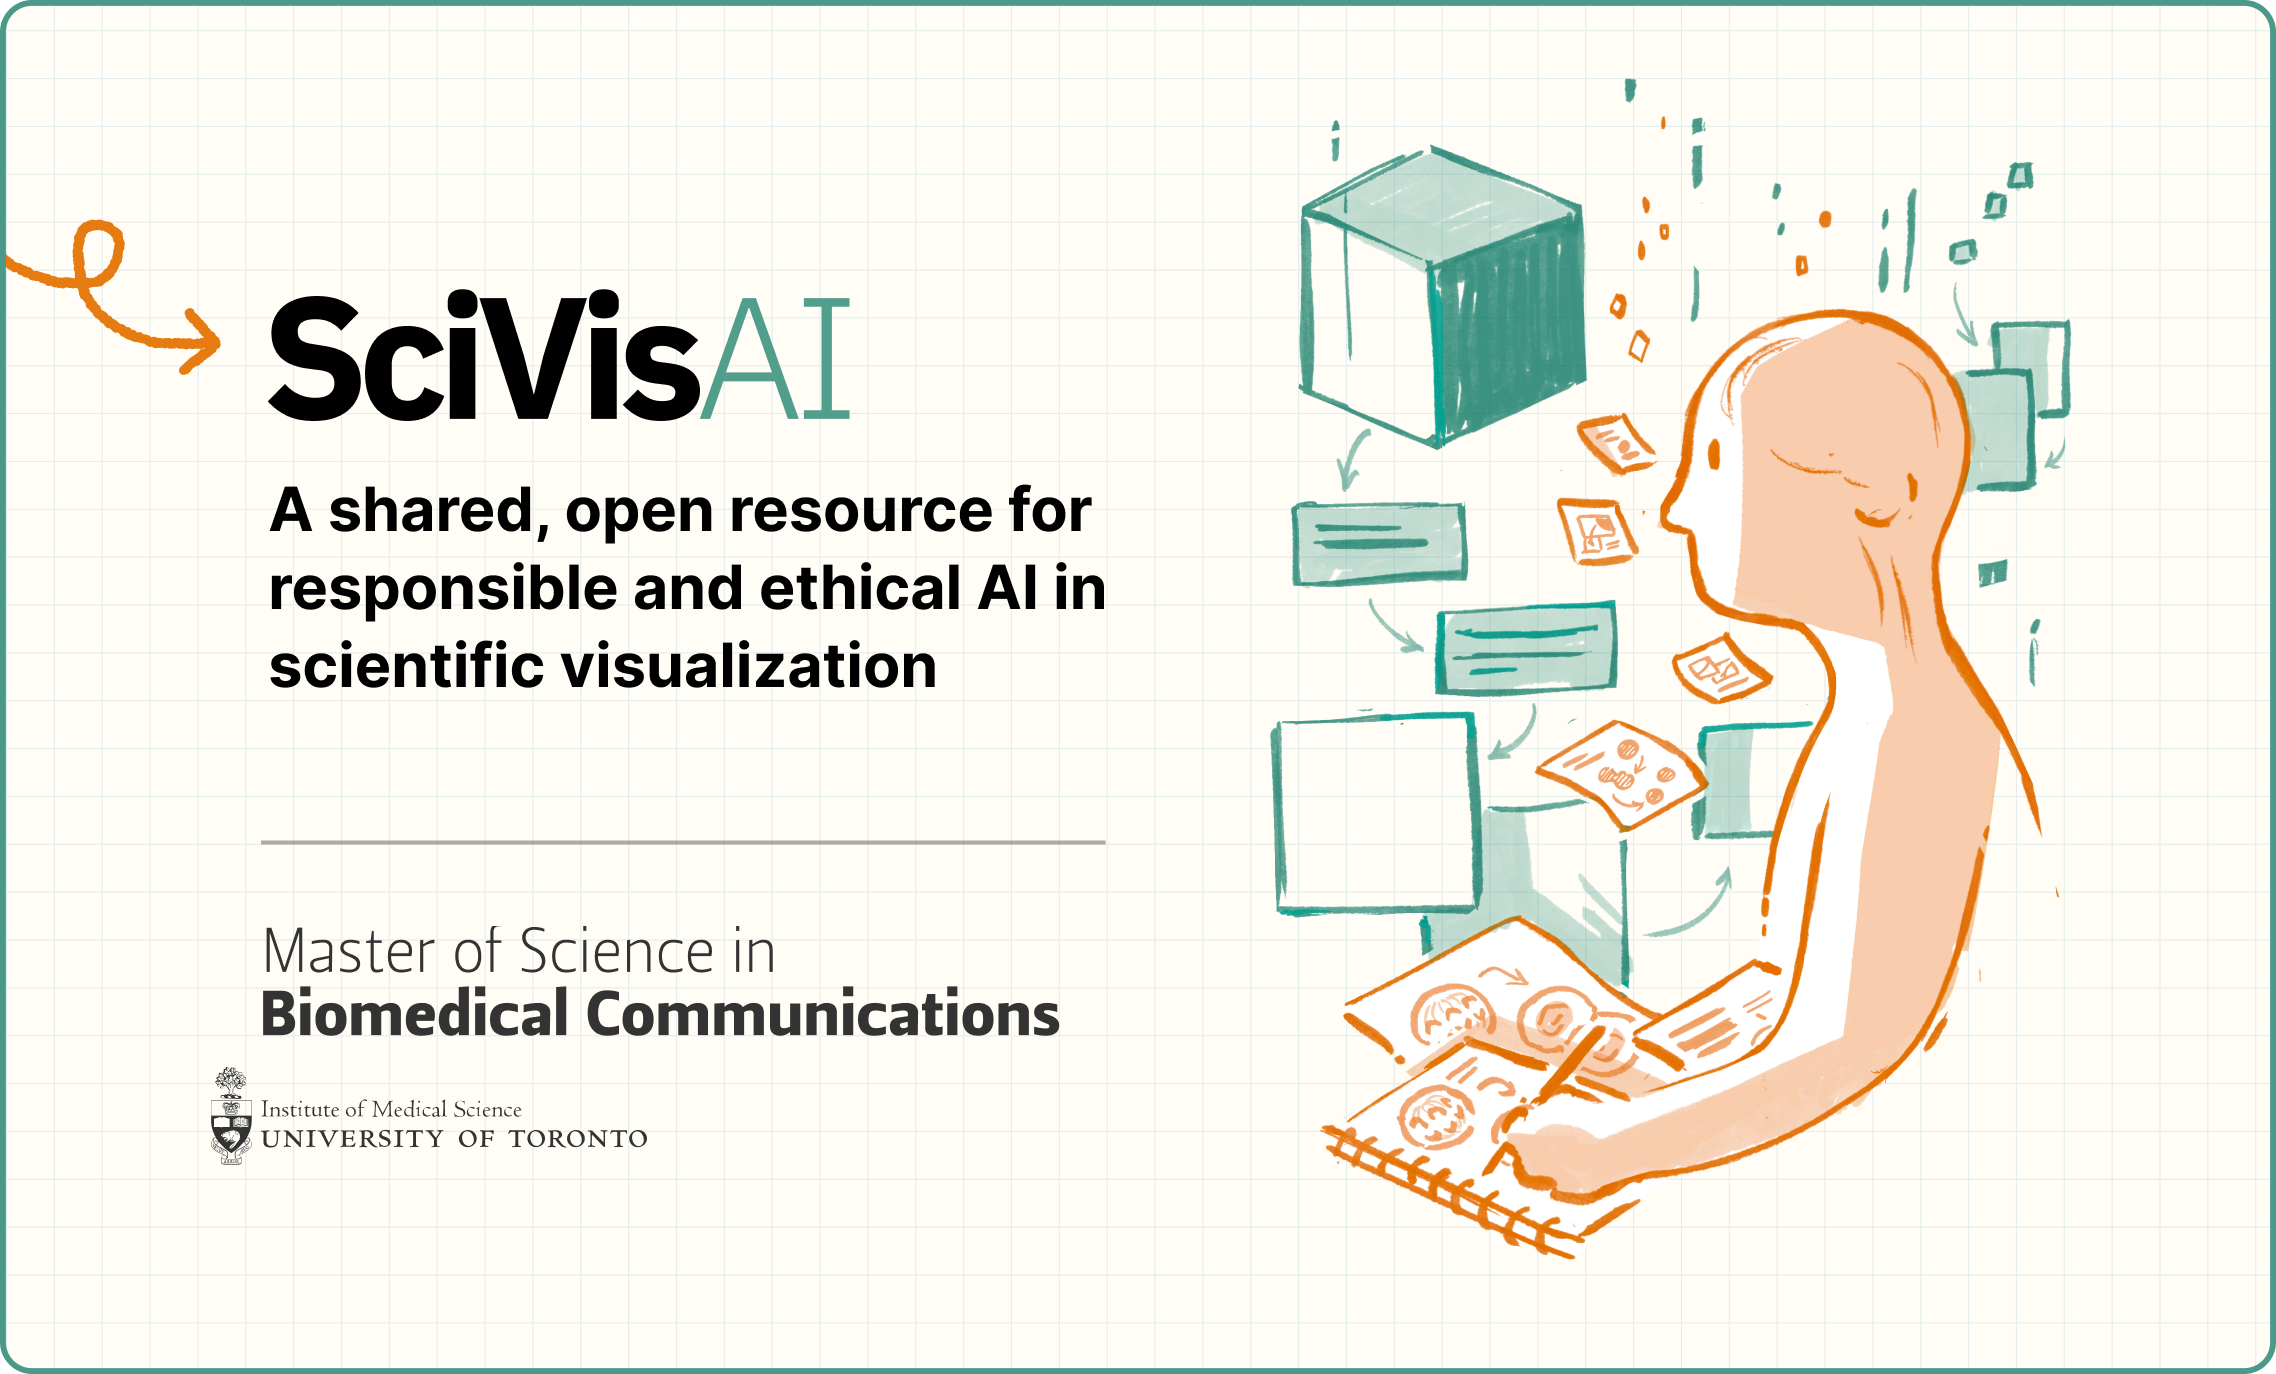 SciVisAI
A shared, open resource for
responsible and ethical AI in
scientific visualization
Master of Science in
Biomedical Communications
Institute of Medical Science
UNIVERSITY OF TORONTO